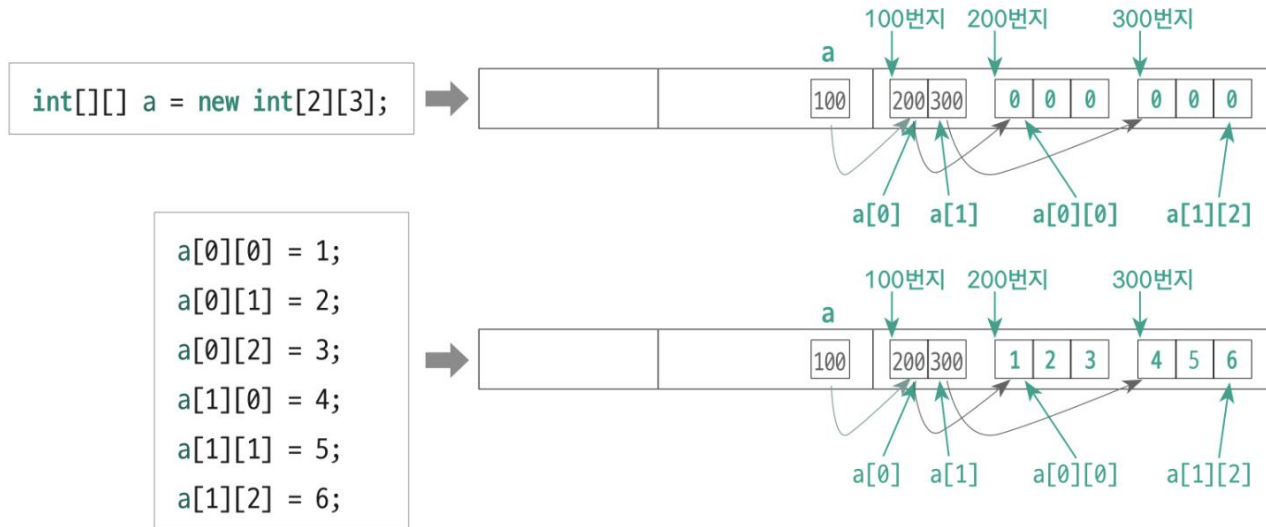 100번지 200번지 300번지
a
int[][] a = new int[2][3];
100 200 300 0 0 0 0 0 0
a[0] a[1] a[0][0] a[1][2]
a[0][0] = 1;
a[0][1] = 2;
a[0][2] = 3;
a[1][0] = 4;
a[1][1] = 5;
a[1][2] = 6;
100번지 200번지 300번지
a
100 200 300 1 2 3 4 5 6
a[0] a[1] a[0][0] a[1][2]